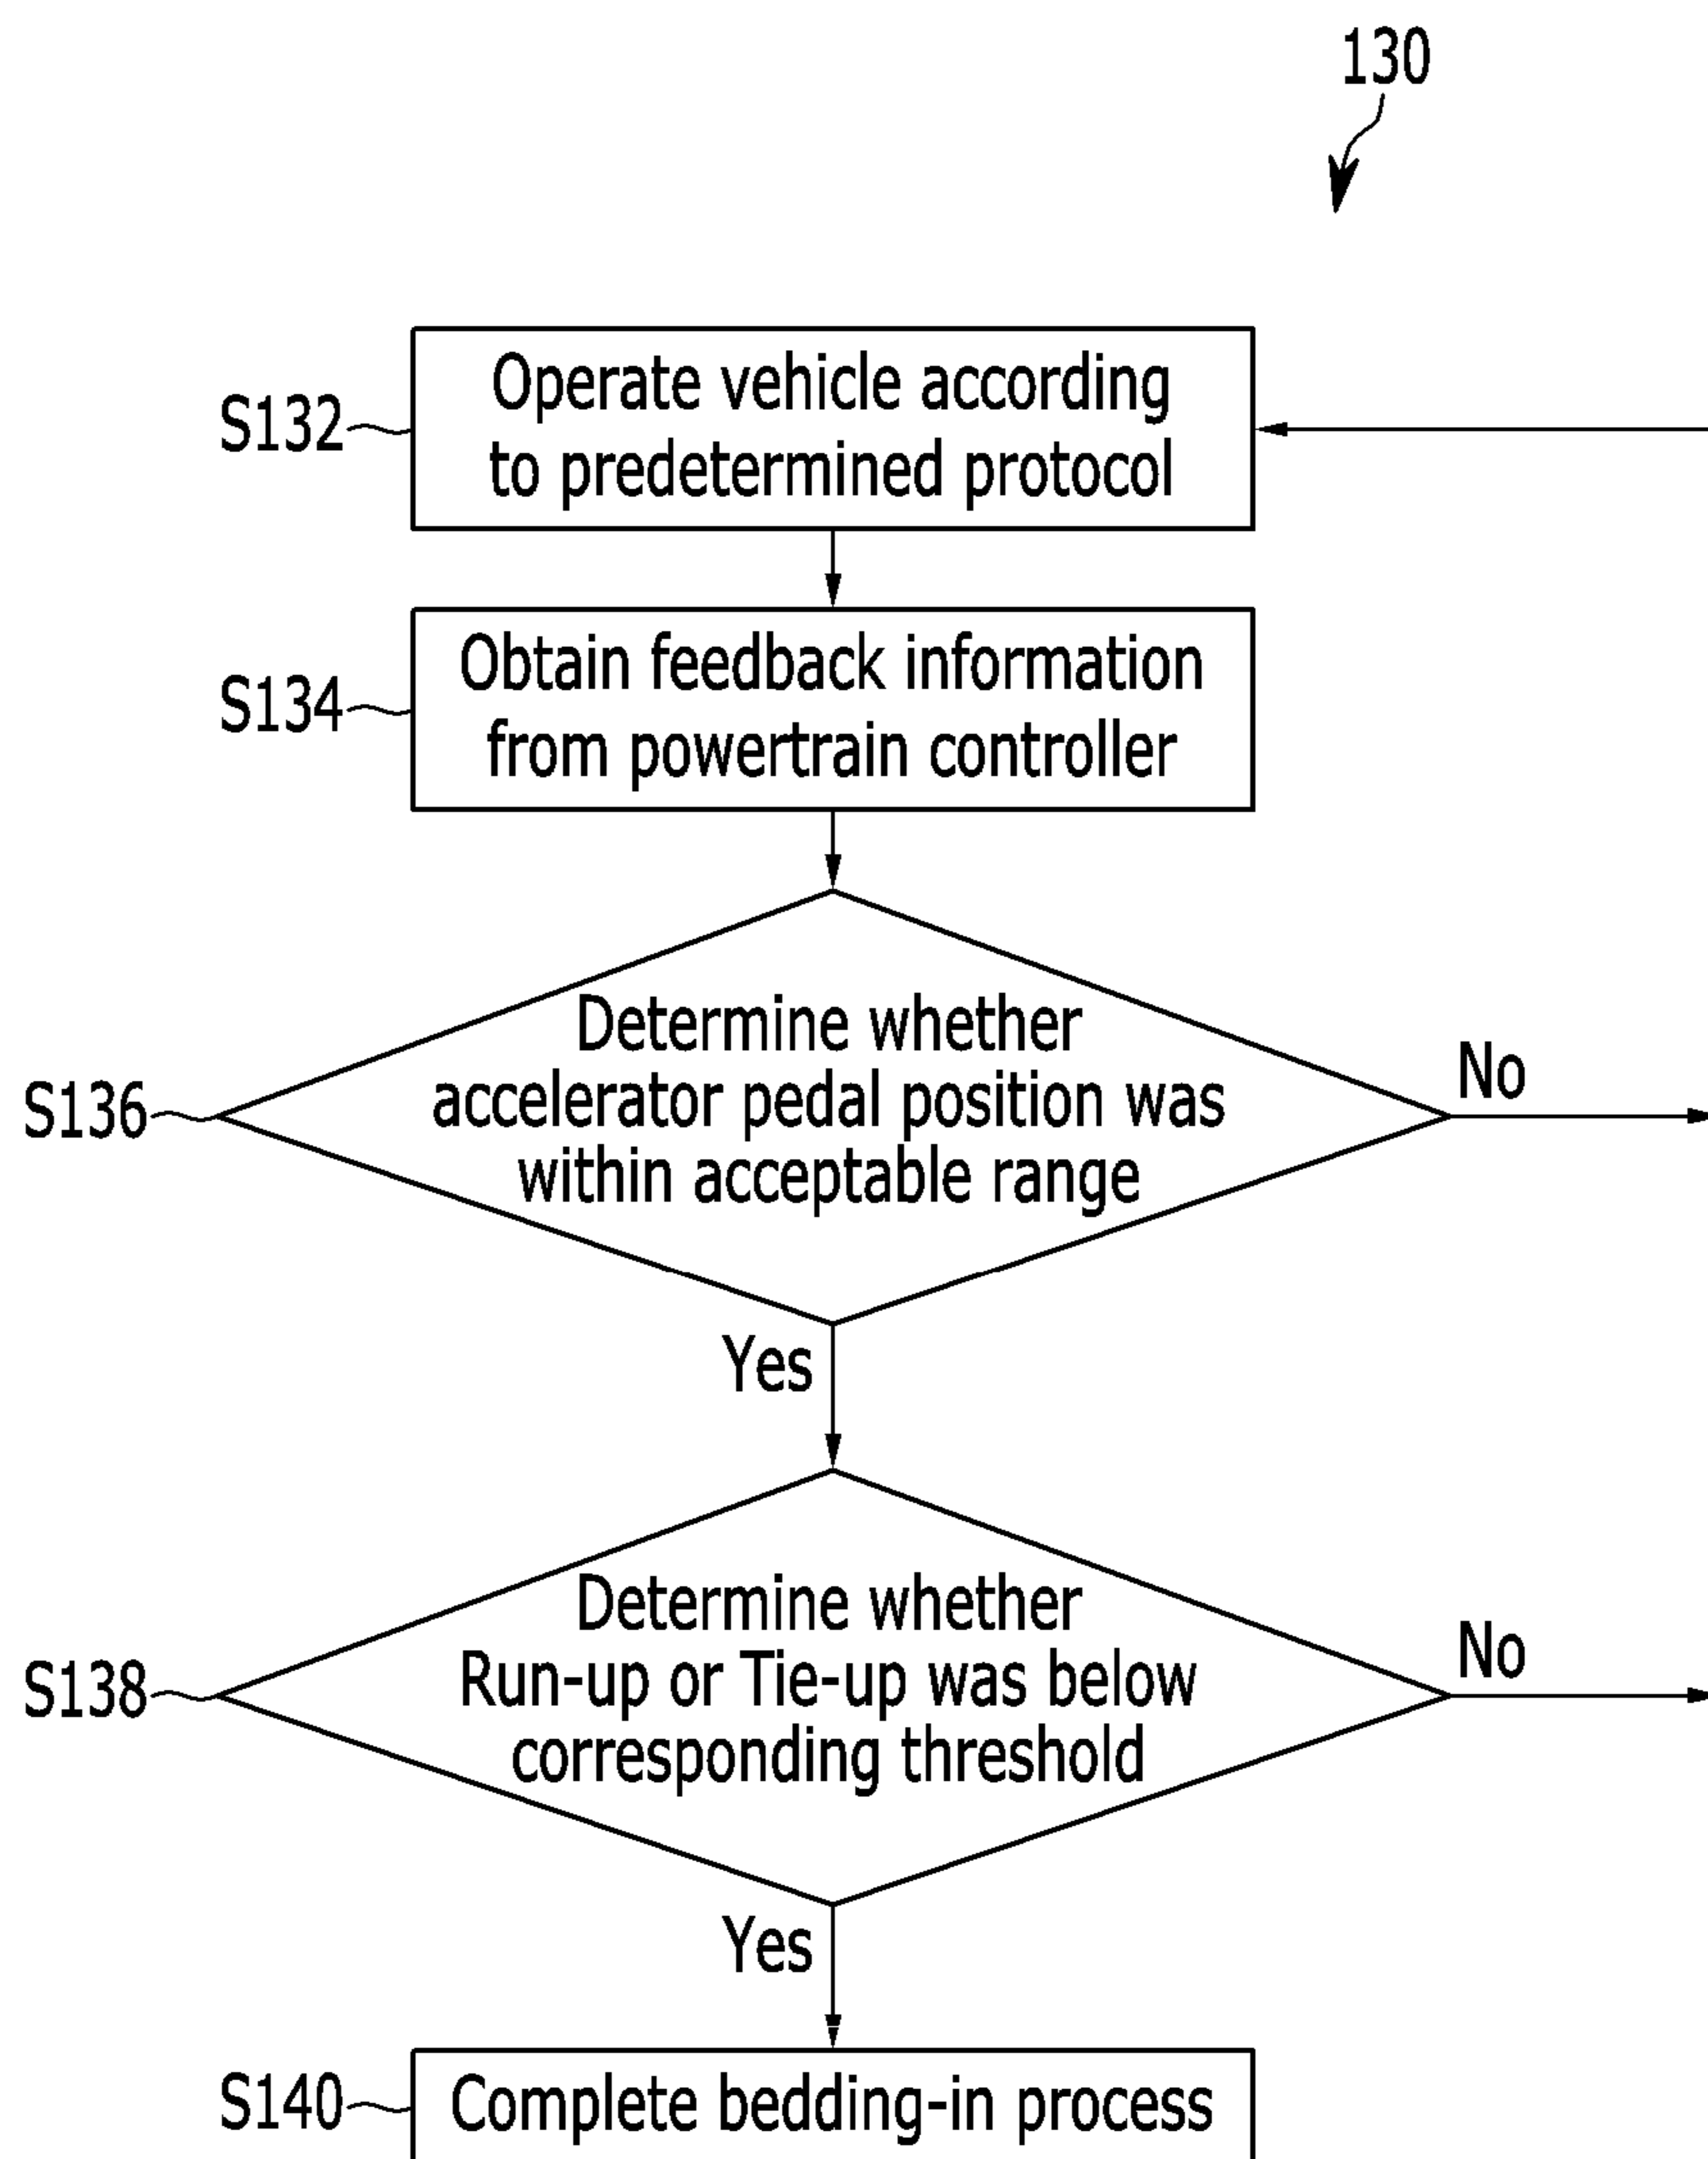 130
S132
Operate vehicle according
to predetermined protocol
S134
Obtain feedback information
from powertrain controller
S136
Determine whether
accelerator pedal position was
within acceptable range
No
Yes
S138
Determine whether
Run-up or Tie-up was below
corresponding threshold
No
Yes
S140
Complete bedding-in process